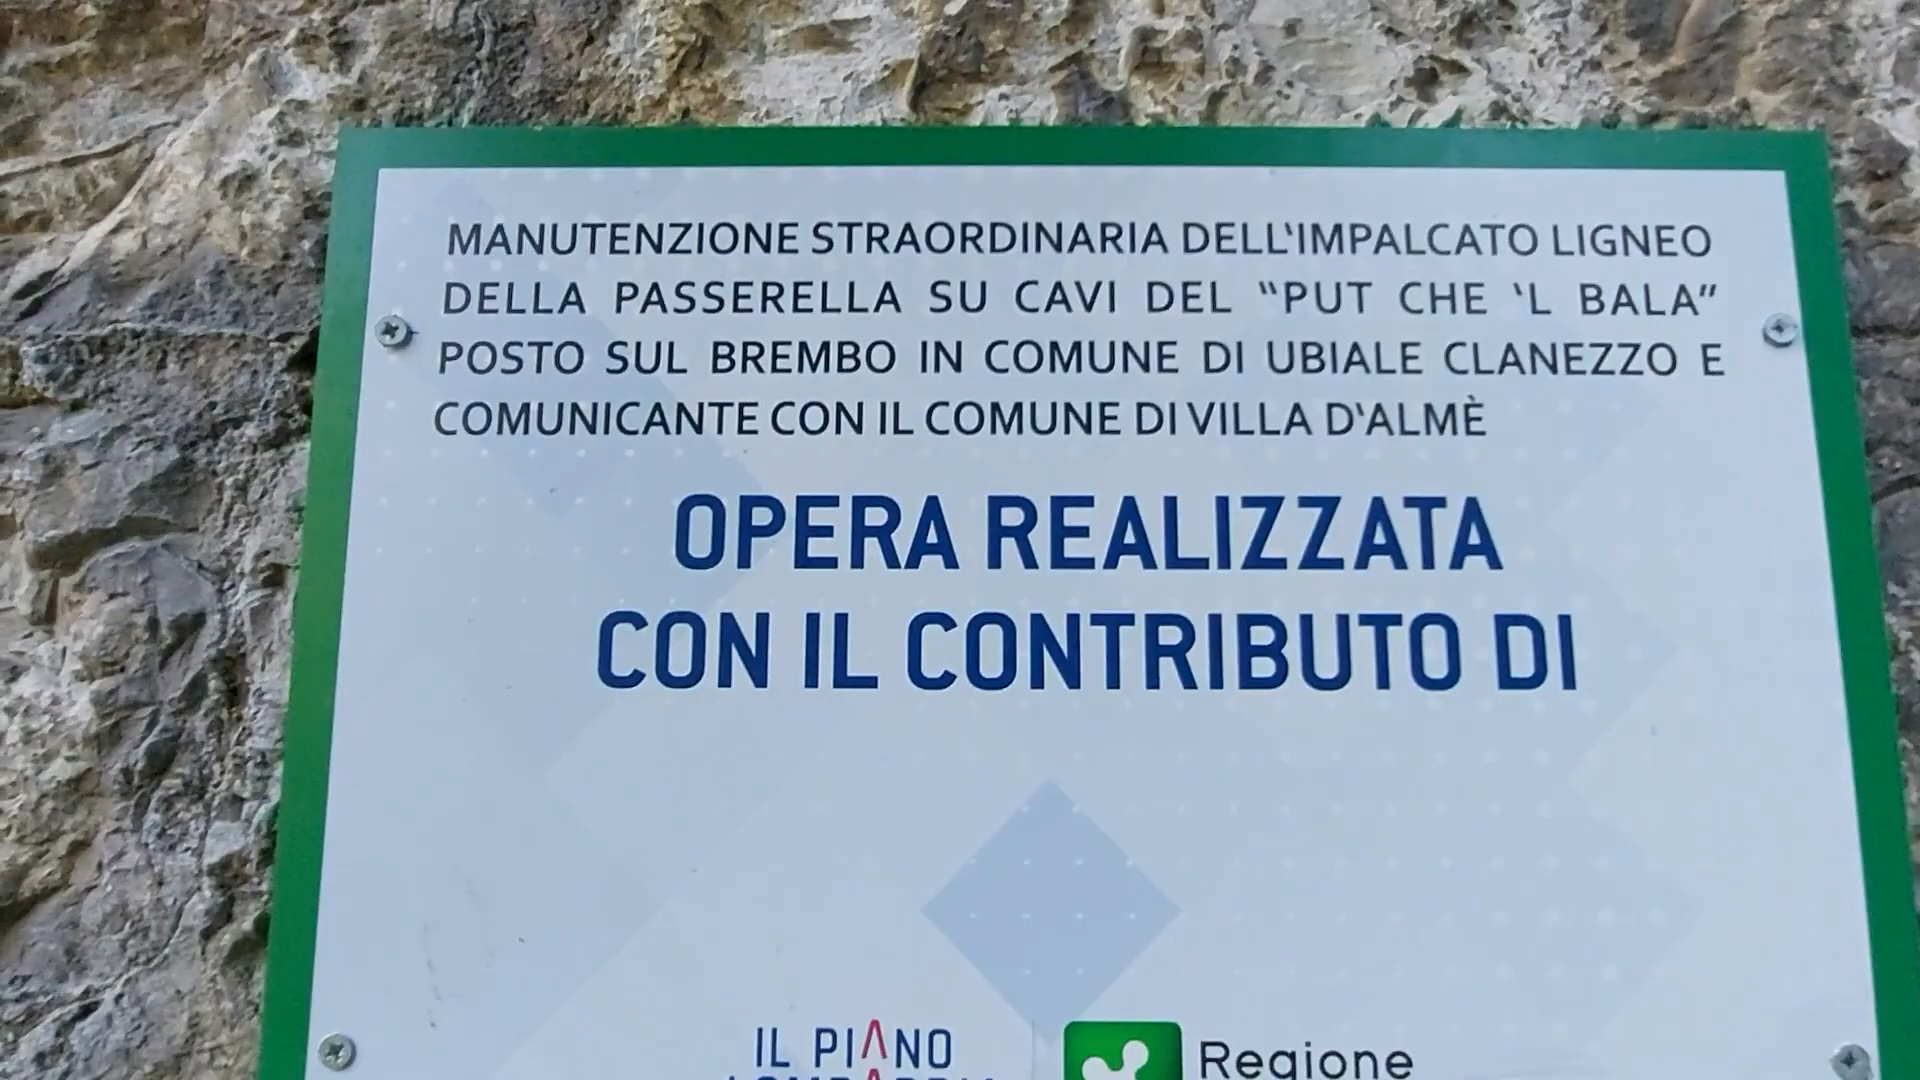 MANUTENZIONE STRAORDINARIA DELL'IMPALCATO LIGNEO
DELLA PASSERELLA SU CAVI DEL "PUT CHE 'L BALA"
POSTO SUL BREMBO IN COMUNE DI UBIALE CLANEZZO E
COMUNICANTE CON IL COMUNE DI VILLA D'ALMÈ
OPERA REALIZZATA
CON IL CONTRIBUTO DI
IL PIANO
Regione